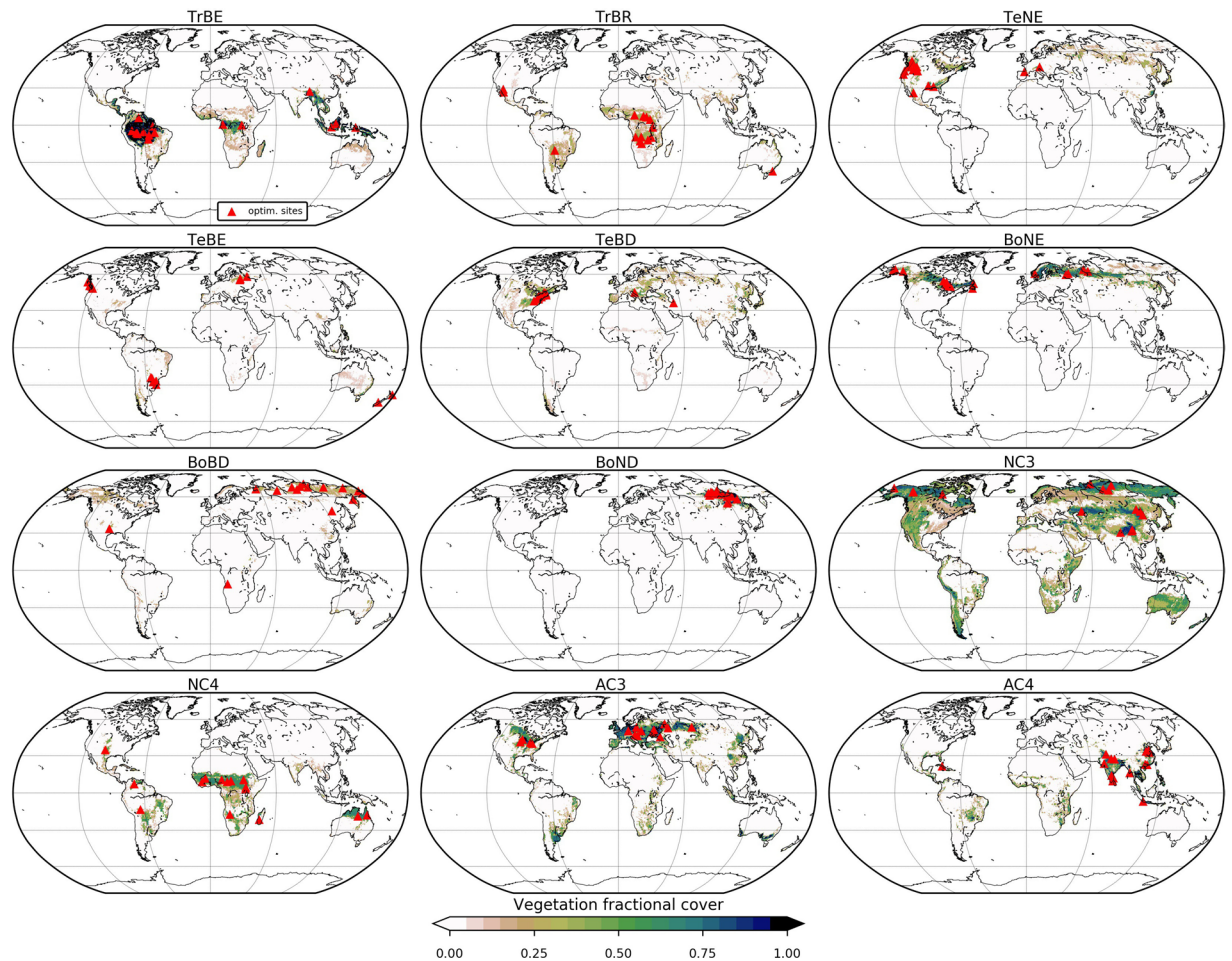 TrBE TrBR TeNE
optim. sites
TeBE TeBD BoNE
BoBD BoND NC3
NC4 AC3 AC4
Vegetation fractional cover
0.00 0.25 0.50 0.75 1.00